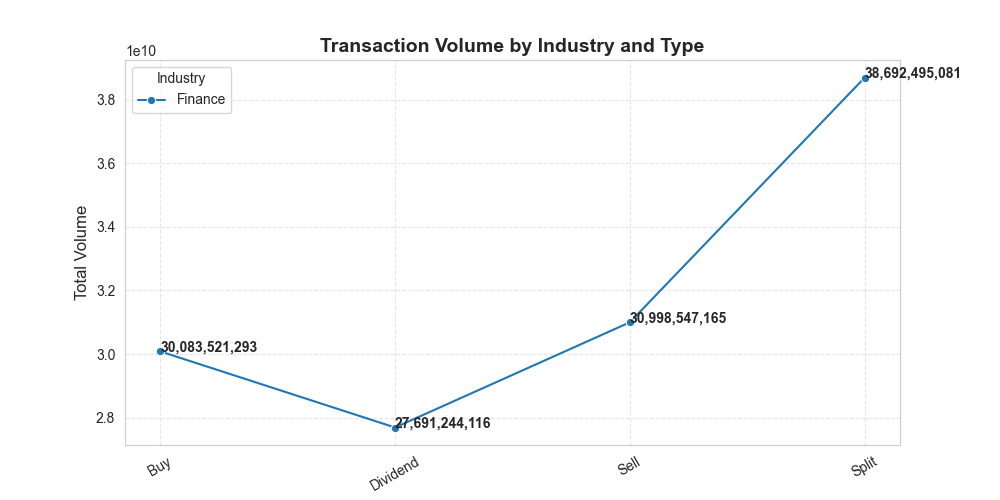 Transaction Volume by Industry and Type
1e10
Industry
Finance
Total Volume
3.8
3.6
3.4
3.2
3.0
2.8
30,083,521,293
27,691,244,116
30,998,547,165
38,692,495,081
Buy
Dividend
Sell
Split